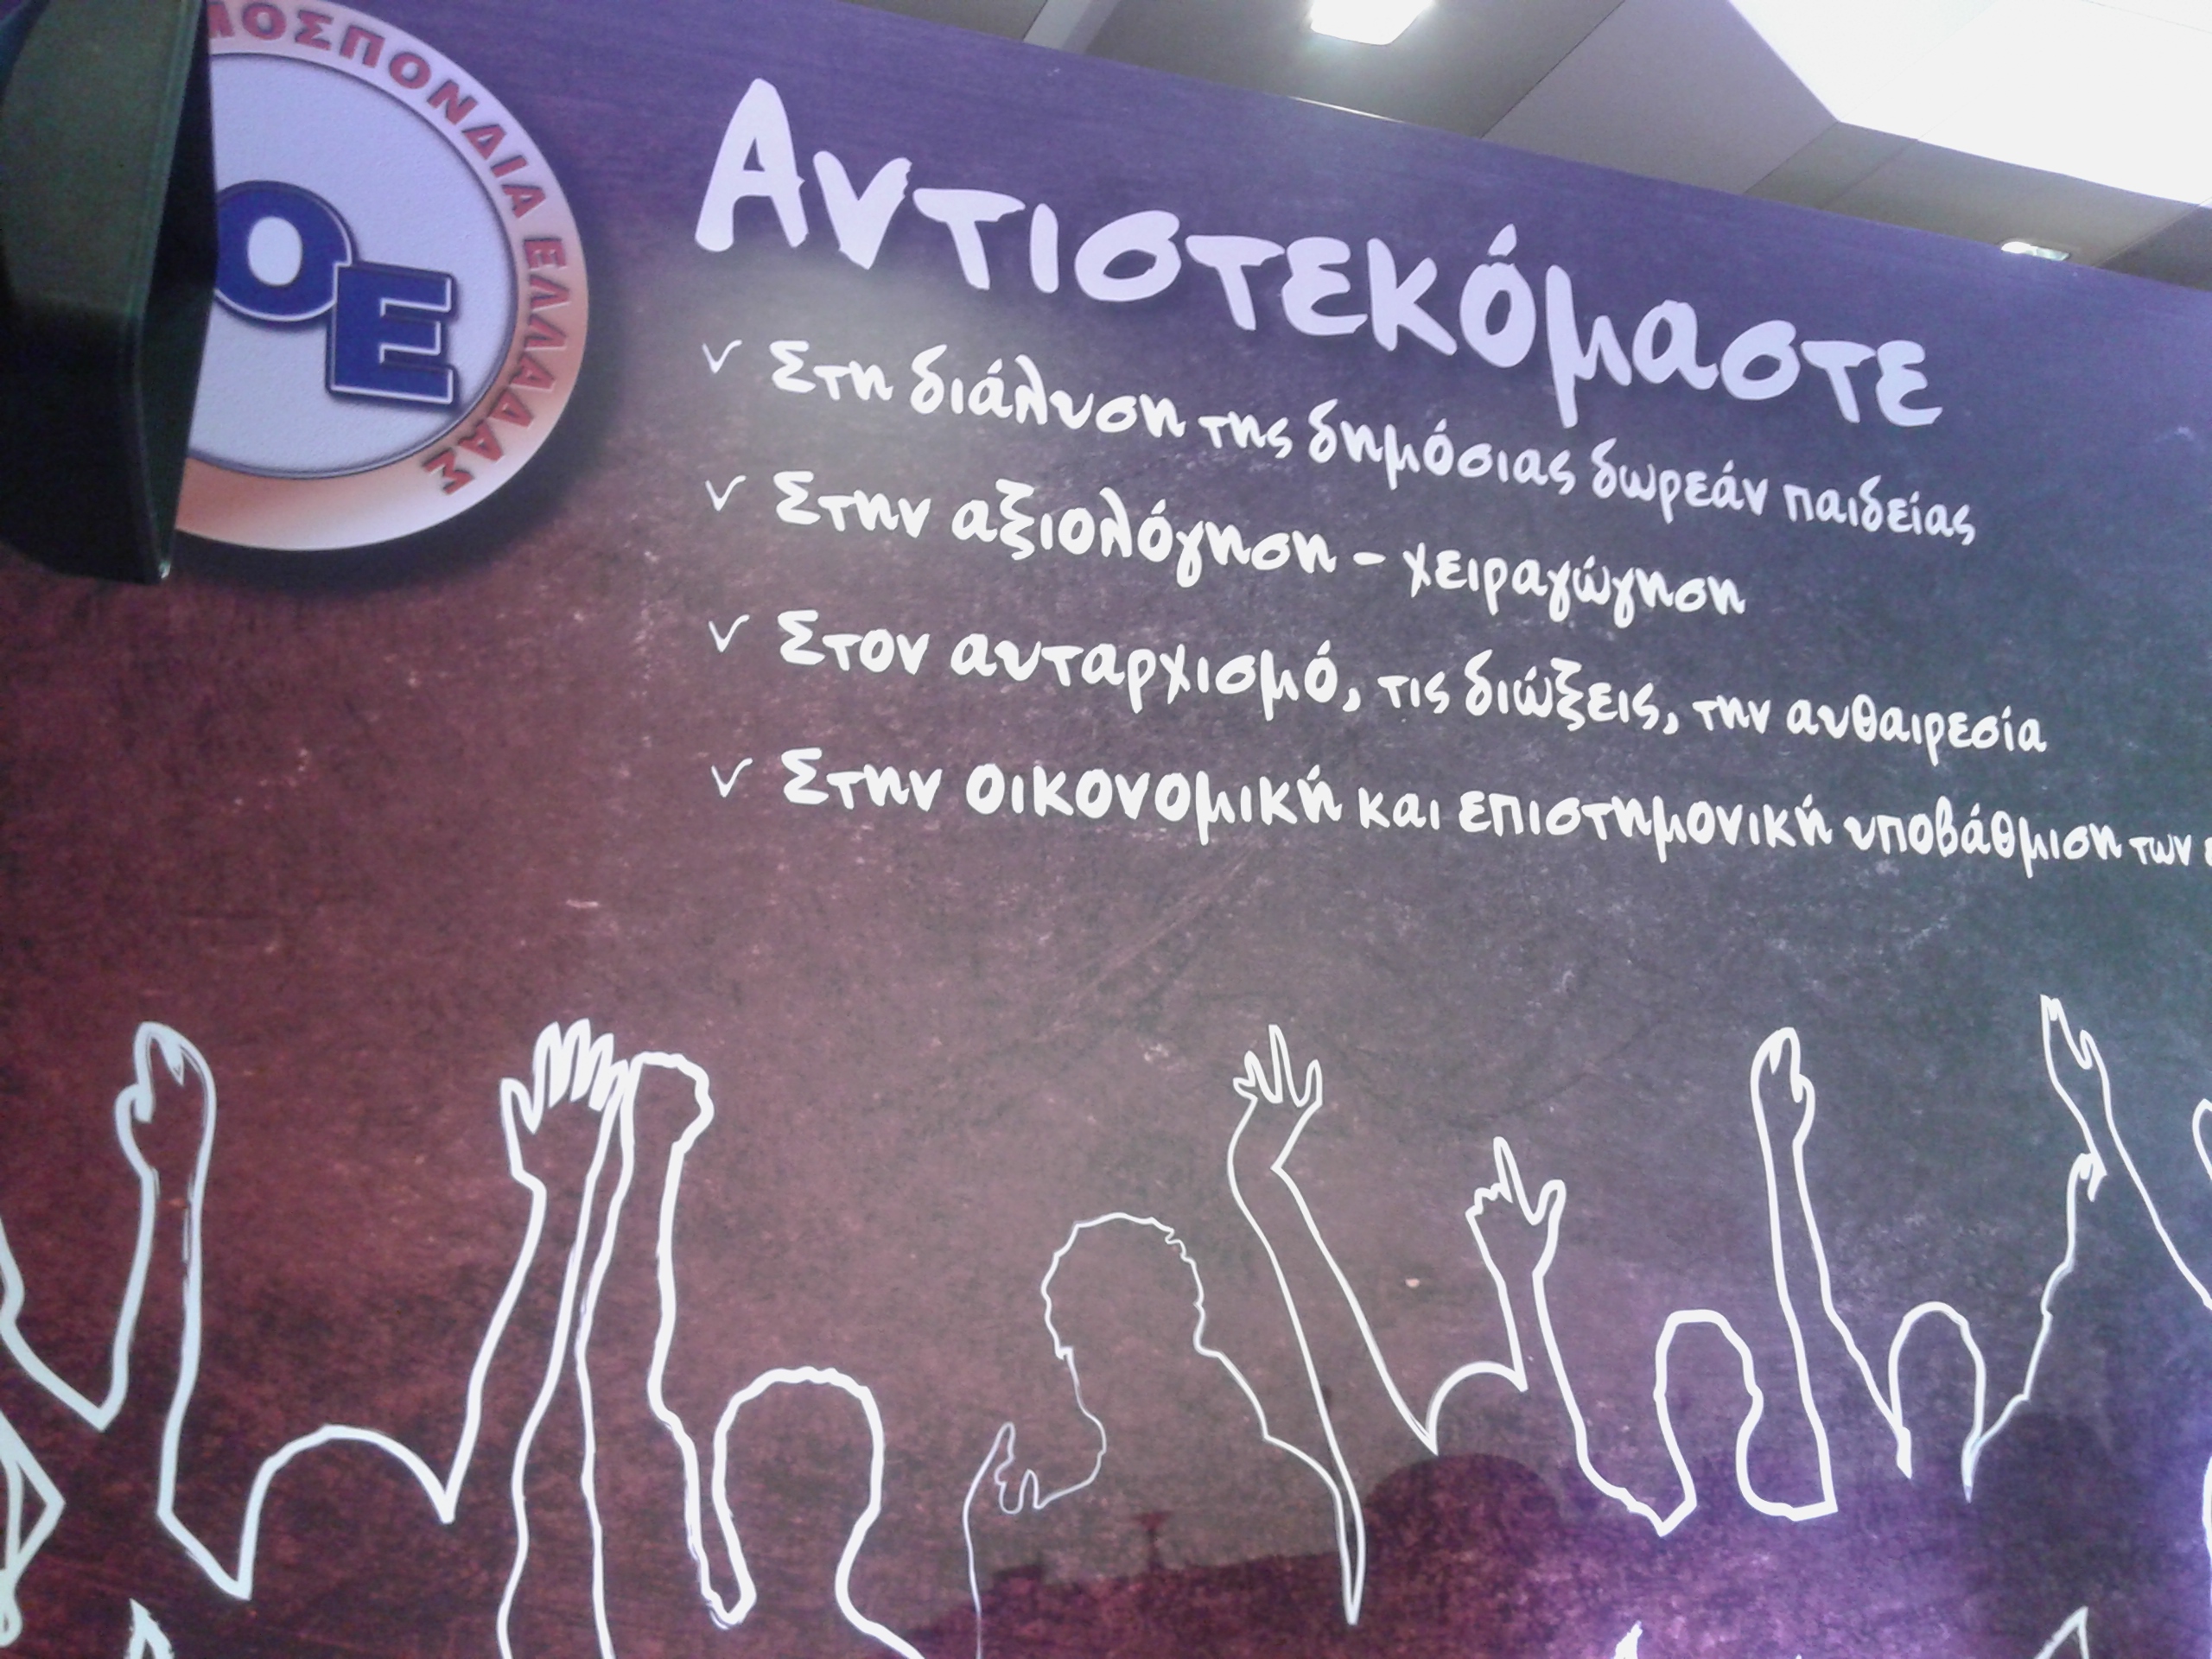 ΟΣΠΟΝΔΙΑ ΕΛΛΑΔΑΣ
ΟΕ
Αντιστεκόμαστε
✓ Στη διάλυση της δημόσιας δωρεάν παιδείας
✓ Στην αξιολόγηση - χειραγώγηση
✓ Στον αυταρχισμό, τις διώξεις, την αυθαιρεσία
✓ Στην οικονομική και επιστημονική υποβάθμιση των